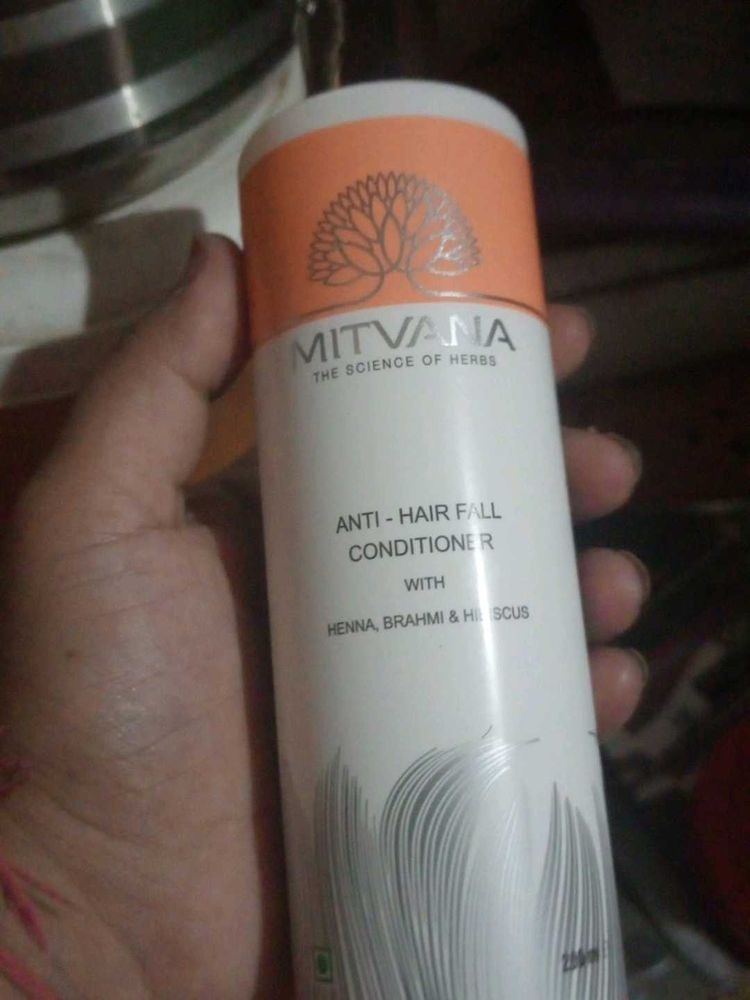 MITVANA
THE SCIENCE OF HERBS
ANTI - HAIR FALL
CONDITIONER
WITH
HENNA, BRAHMI & HIBISCUS